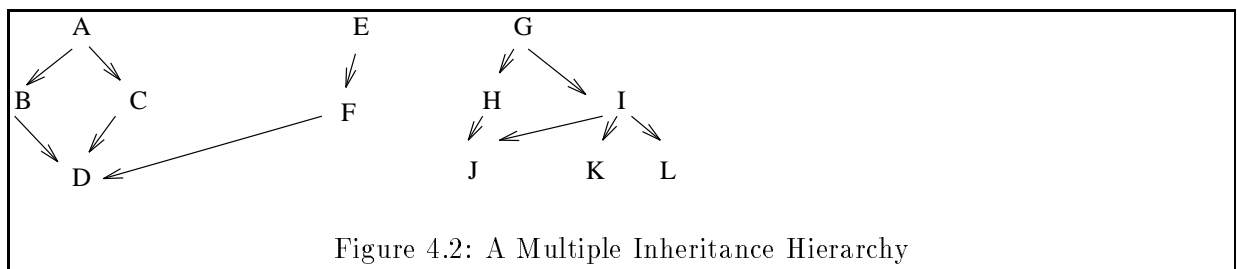 A E G
B C F H I
D J K L
Figure 4.2: A Multiple Inheritance Hierarchy